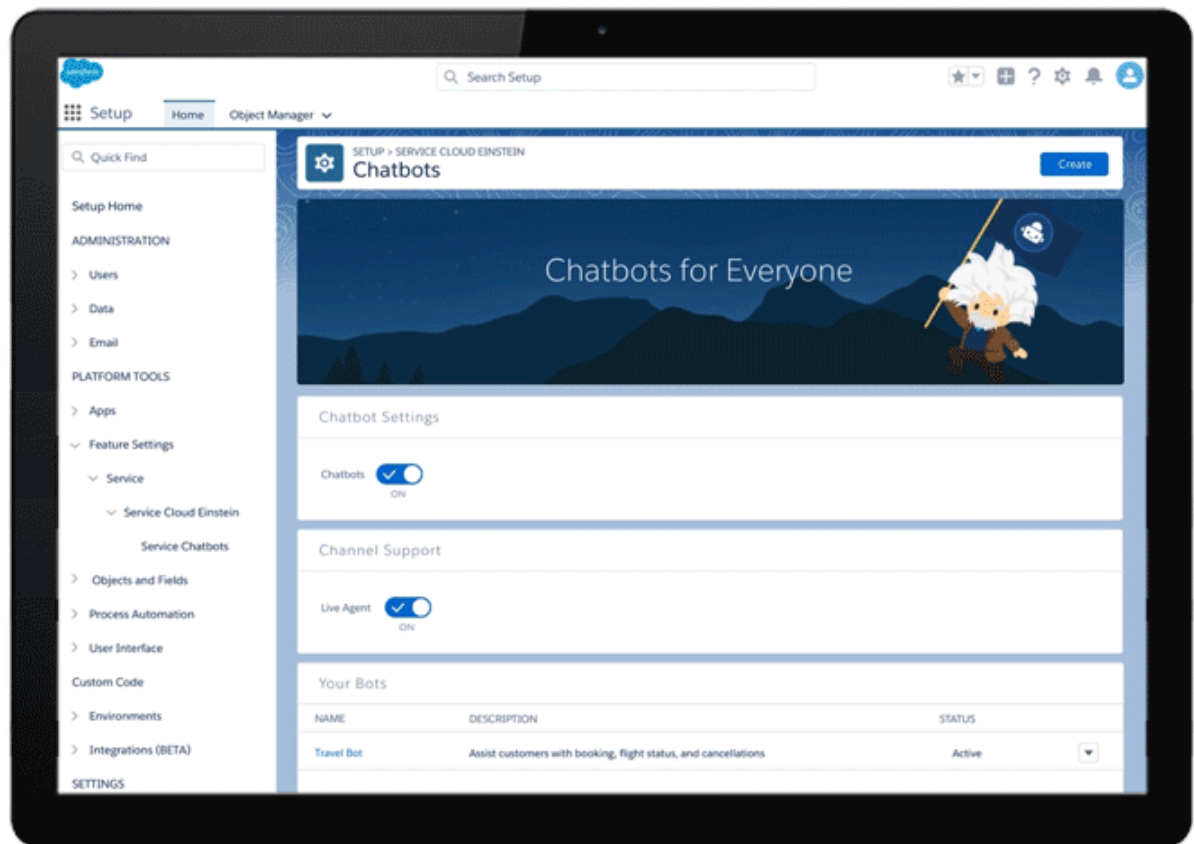 Search Setup
Setup
Home
Object Manager
Quick Find
Setup Home
ADMINISTRATION
Users
Data
Email
PLATFORM TOOLS
Apps
Feature Settings
Service
Service Cloud Einstein
Service Chatbots
Objects and Fields
Process Automation
User Interface
Custom Code
Environments
Integrations (BETA)
SETTINGS
SETUP > SERVICE CLOUD EINSTEIN
Chatbots
Create
Chatbots for Everyone
Chatbot Settings
Chatbots
ON
Channel Support
Live Agent
ON
Your Bots
NAME DESCRIPTION STATUS
Travel Bot Assist customers with booking, flight status, and cancellations Active